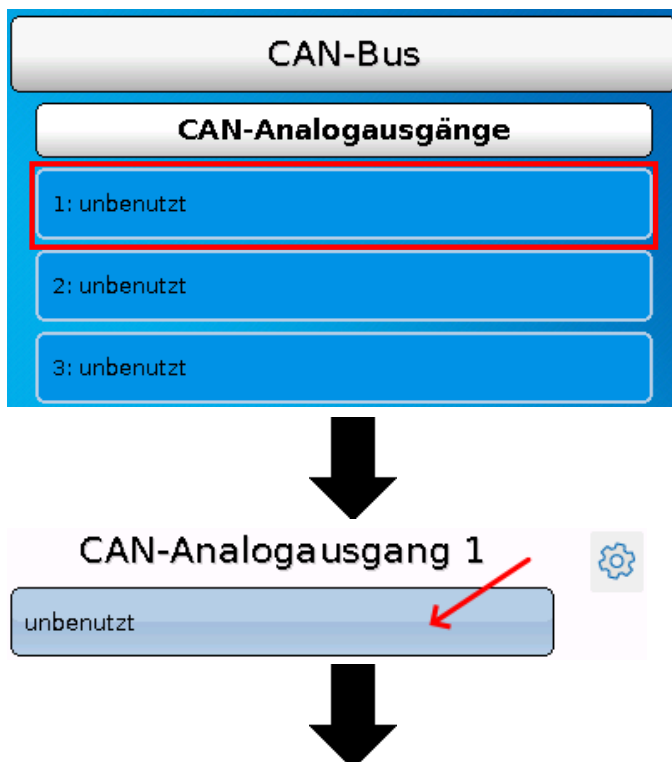 CAN-Bus
CAN-Analogausgänge
1: unbenutzt
2: unbenutzt
3: unbenutzt
CAN-Analogausgang 1
unbenutzt